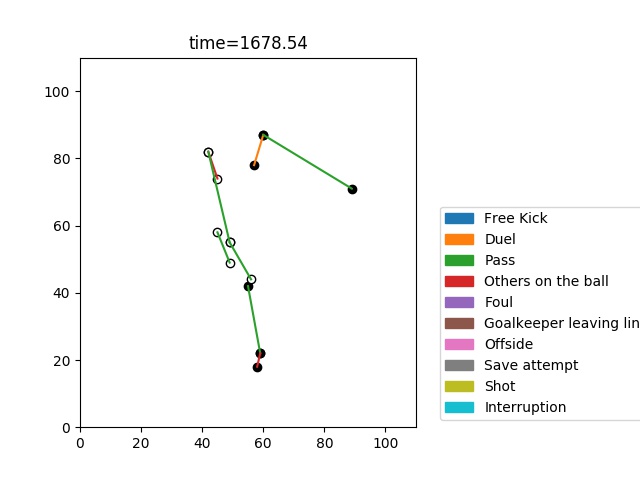 time=1678.54
100
80
60
40
20
0
0 20 40 60 80 100
Free Kick
Duel
Pass
Others on the ball
Foul
Goalkeeper leaving lin
Offside
Save attempt
Shot
Interruption